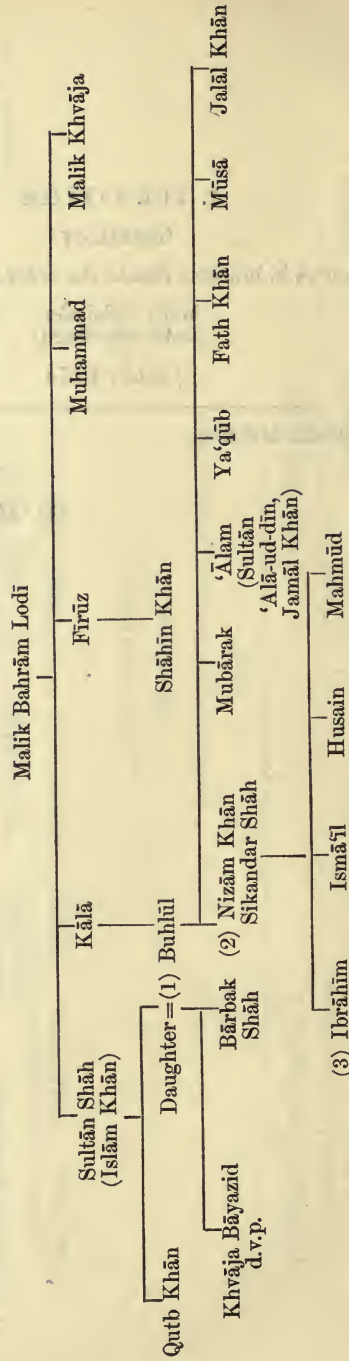 Malik Bahrām Lodī
Sultān Shāh
(Islām Khān)
Kālā
Fīrūz
Muhammad
Malik Khvāja
Qutb Khān
Daughter=(1) Buhlūl
Shāhīn Khān
Khvāja Bāyazid
d.v.p.
Bārbak
Shāh
(2) Nizām Khān
Sikandar Shāh
Mubārak
‘Ālam
(Sultān
‘Alā-ud-dīn,
Jamāl Khān)
Ya‘qūb
Fath Khān
Mūsā
Jalāl Khān
(3) Ibrāhīm
Ismā‘īl
Husain
Mahmūd